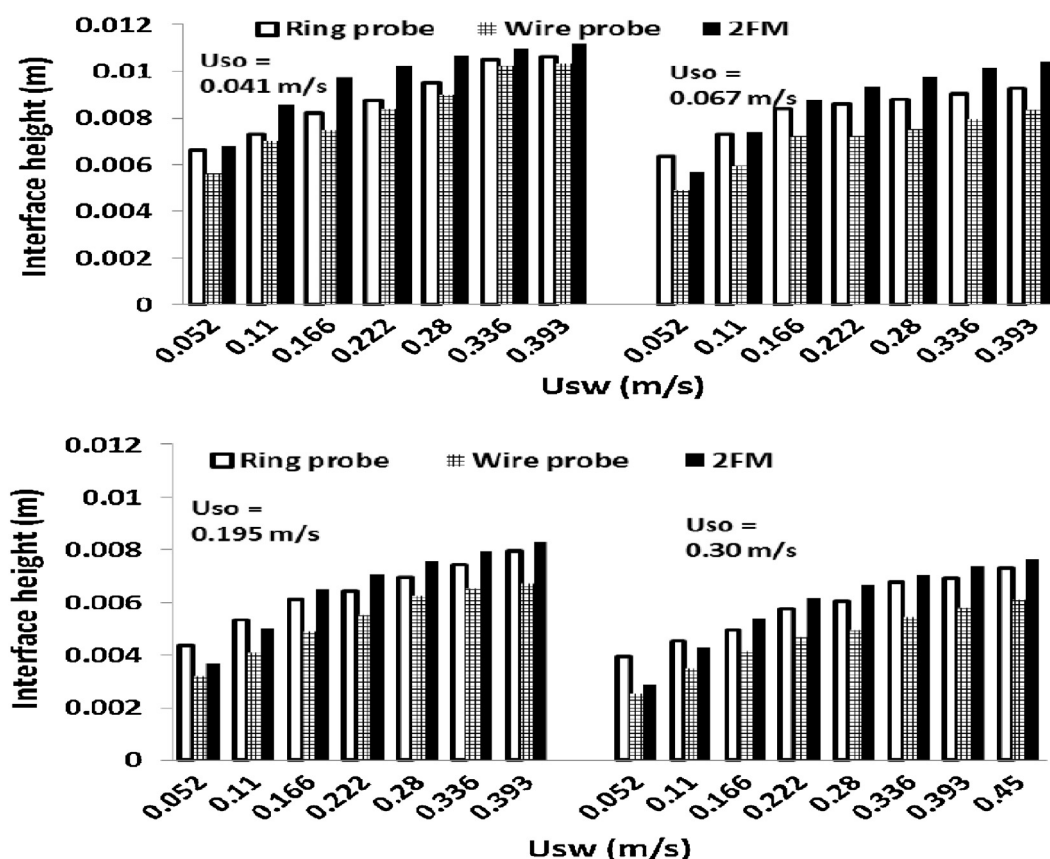 0.012
Ring probe Wire probe 2FM
Uso =
0.041 m/s
Uso =
0.067 m/s
0.01
0.008
0.006
0.004
0.002
0
Interface height (m)
0.052 0.11 0.166 0.222 0.28 0.336 0.393 0.052 0.11 0.166 0.222 0.28 0.336 0.393
Usw (m/s)
0.012
Ring probe Wire probe 2FM
0.01
Uso =
0.195 m/s
Uso =
0.30 m/s
0.008
0.006
0.004
0.002
0
Interface height (m)
0.052 0.11 0.166 0.222 0.28 0.336 0.393 0.052 0.11 0.166 0.222 0.28 0.336 0.393 0.45
Usw (m/s)